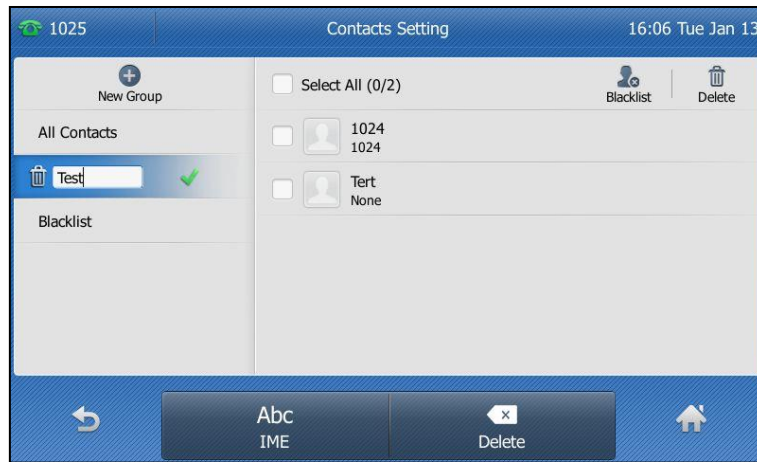 1025
Contacts Setting
16:06 Tue Jan 13
New Group
All Contacts
Test
Blacklist
Select All (0/2)
Blacklist
Delete
1024
1024
Tert
None
Abc
IME
Delete